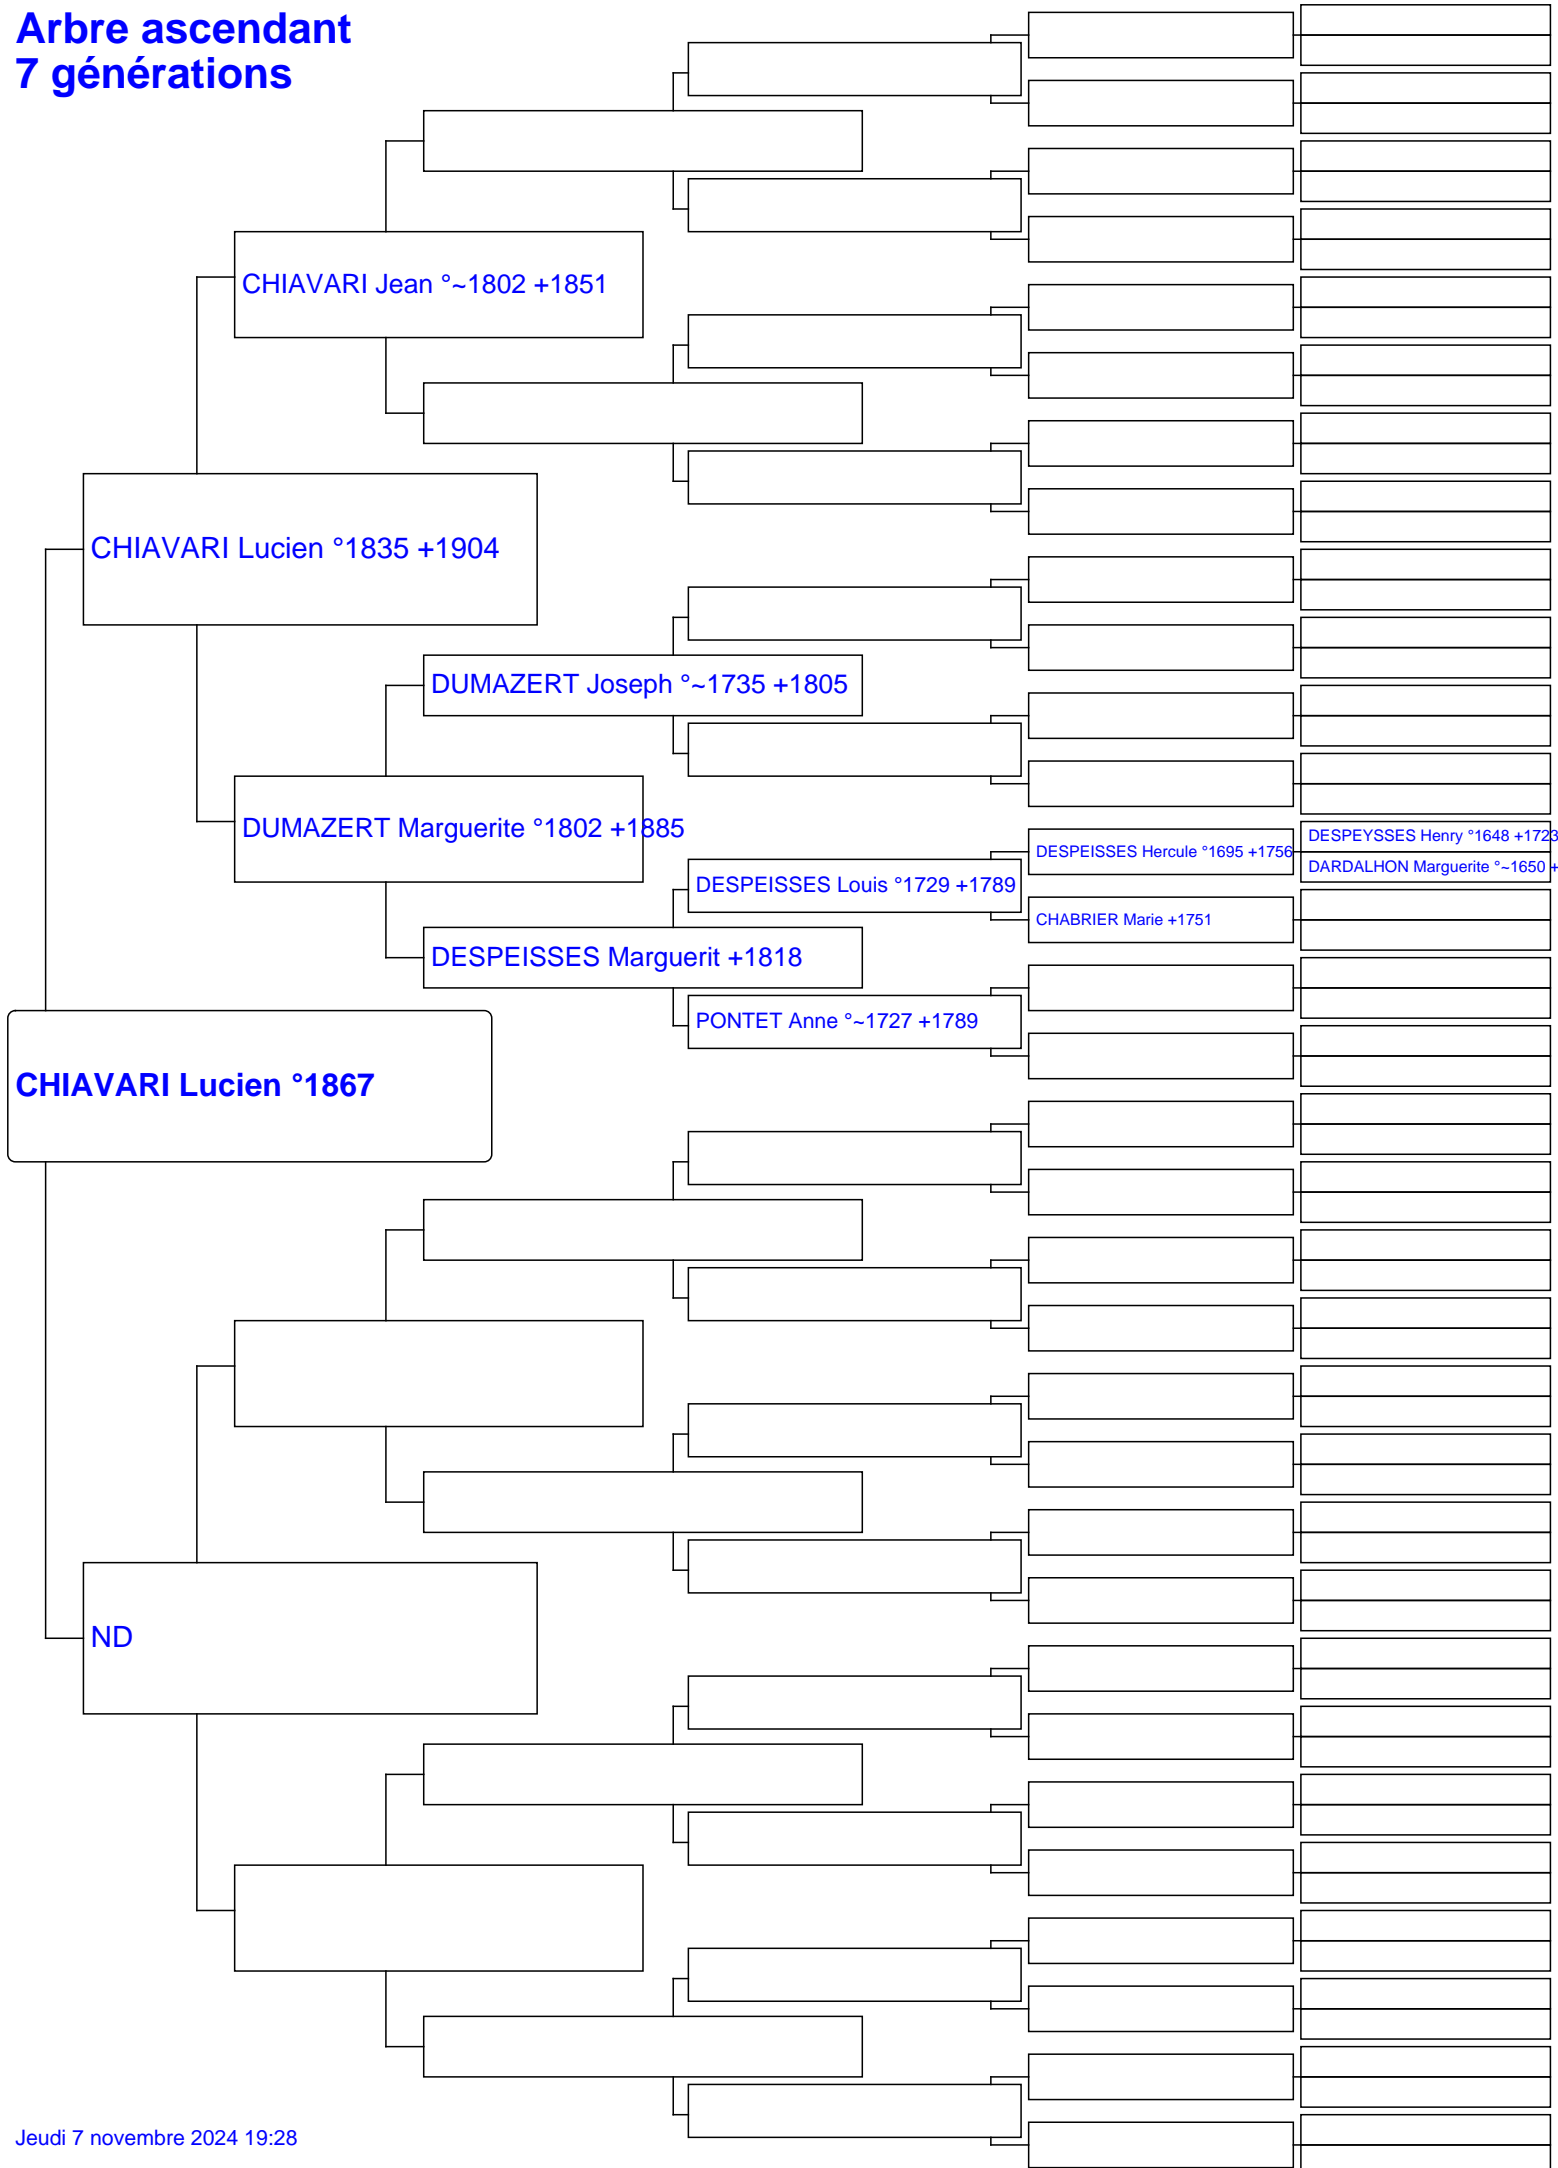 Arbre ascendant
7 générations
CHIAVARI Jean °~1802 +1851
CHIAVARI Lucien °1835 +1904
DUMAZERT Joseph °~1735 +1805
DUMAZERT Marguerite °1802 +1885
DESPEYSSES Henry °1648 +1723
DESPEISSES Hercule °1695 +1756
DARDALHON Marguerite °~1650 +
DESPEISSES Louis °1729 +1789
CHABRIER Marie +1751
DESPEISSES Marguerit +1818
PONTET Anne °~1727 +1789
CHIAVARI Lucien °1867
ND
Jeudi 7 novembre 2024 19:28